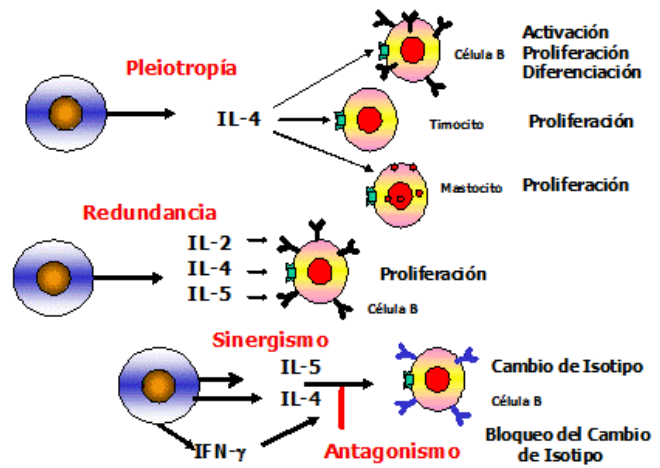 Pleiotropía
IL-4
Célula B
Activación
Proliferación
Diferenciación
Timocito
Proliferación
Mastocito
Proliferación
Redundancia
IL-2
IL-4
IL-5
Proliferación
Célula B
Sinergismo
IL-5
IL-4
IFN-γ
Antagonismo
Cambio de Isotipo
Célula B
Bloqueo del Cambio
de Isotipo